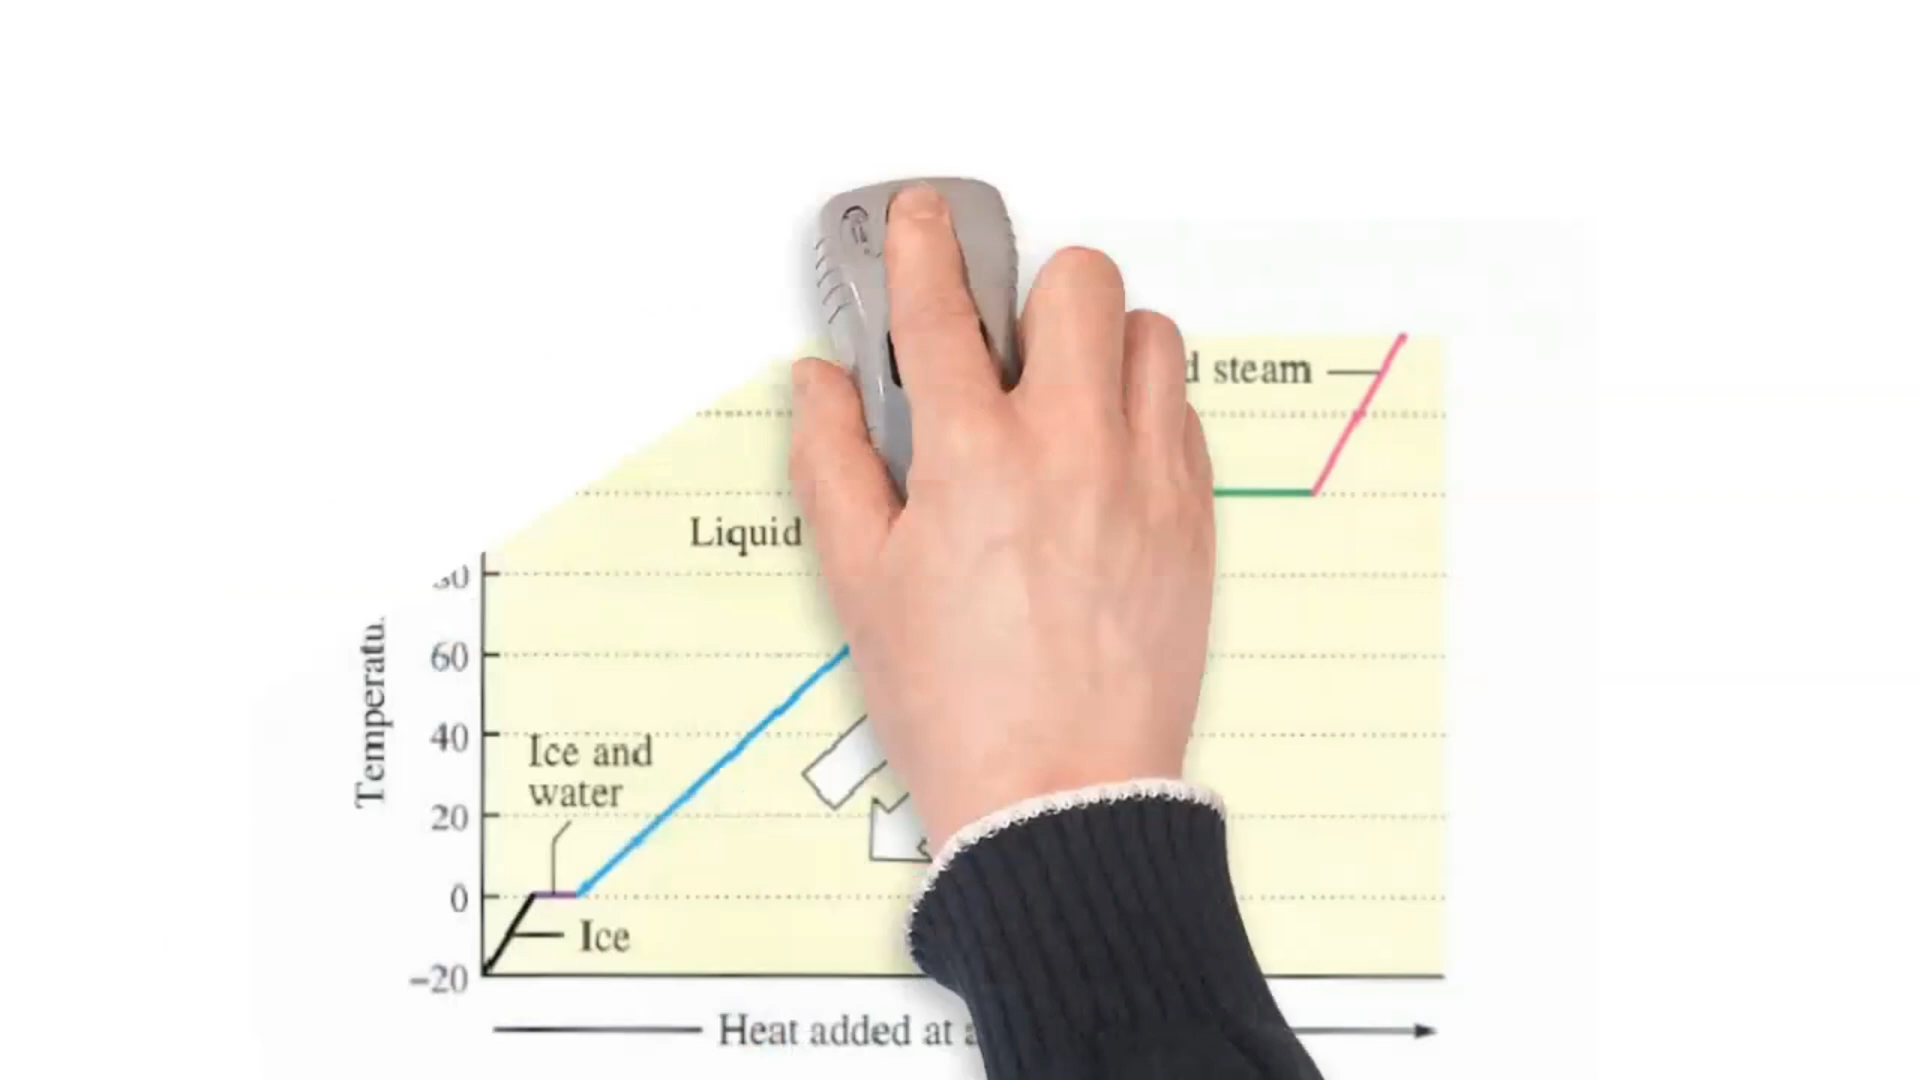 d steam
Liquid
60
Temperatu
40
Ice and
water
20
0
Ice
-20
Heat added at a